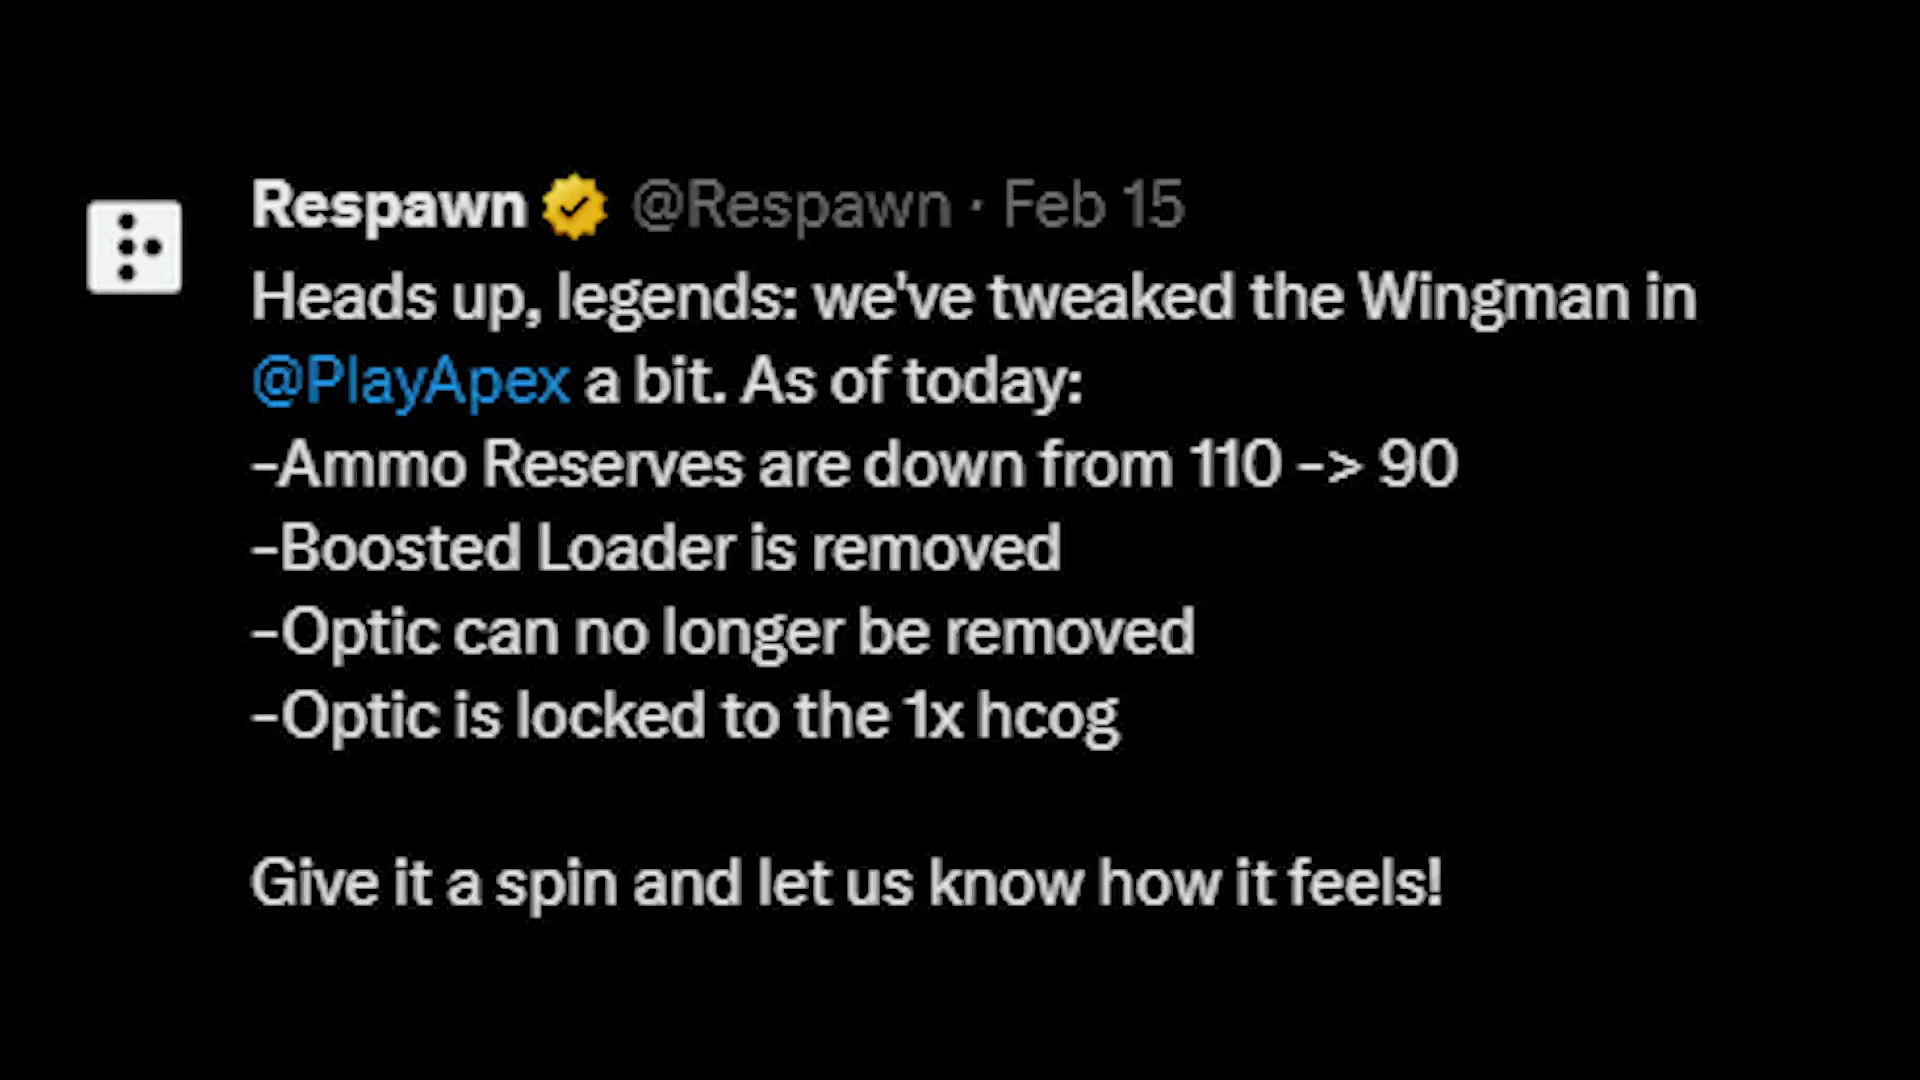 Respawn @Respawn · Feb 15
Heads up, legends: we've tweaked the Wingman in
@PlayApex a bit. As of today:
-Ammo Reserves are down from 110 -> 90
-Boosted Loader is removed
-Optic can no longer be removed
-Optic is locked to the 1x hcog
Give it a spin and let us know how it feels!